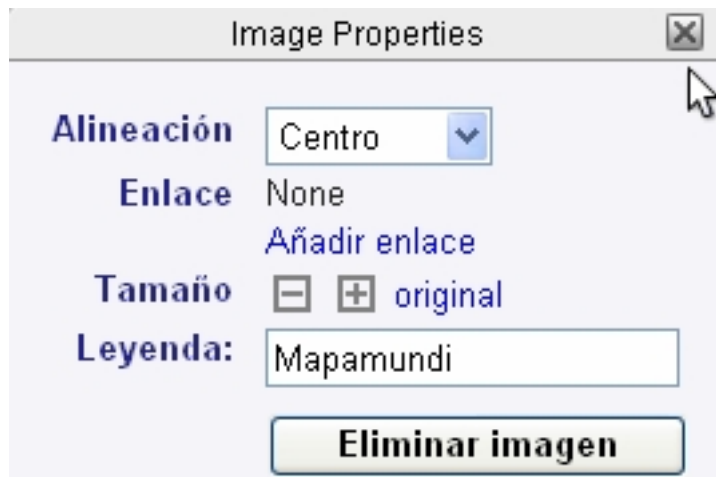 Image Properties
Alineación Centro
Enlace None
Añadir enlace
Tamaño original
Leyenda: Mapamundi
Eliminar imagen